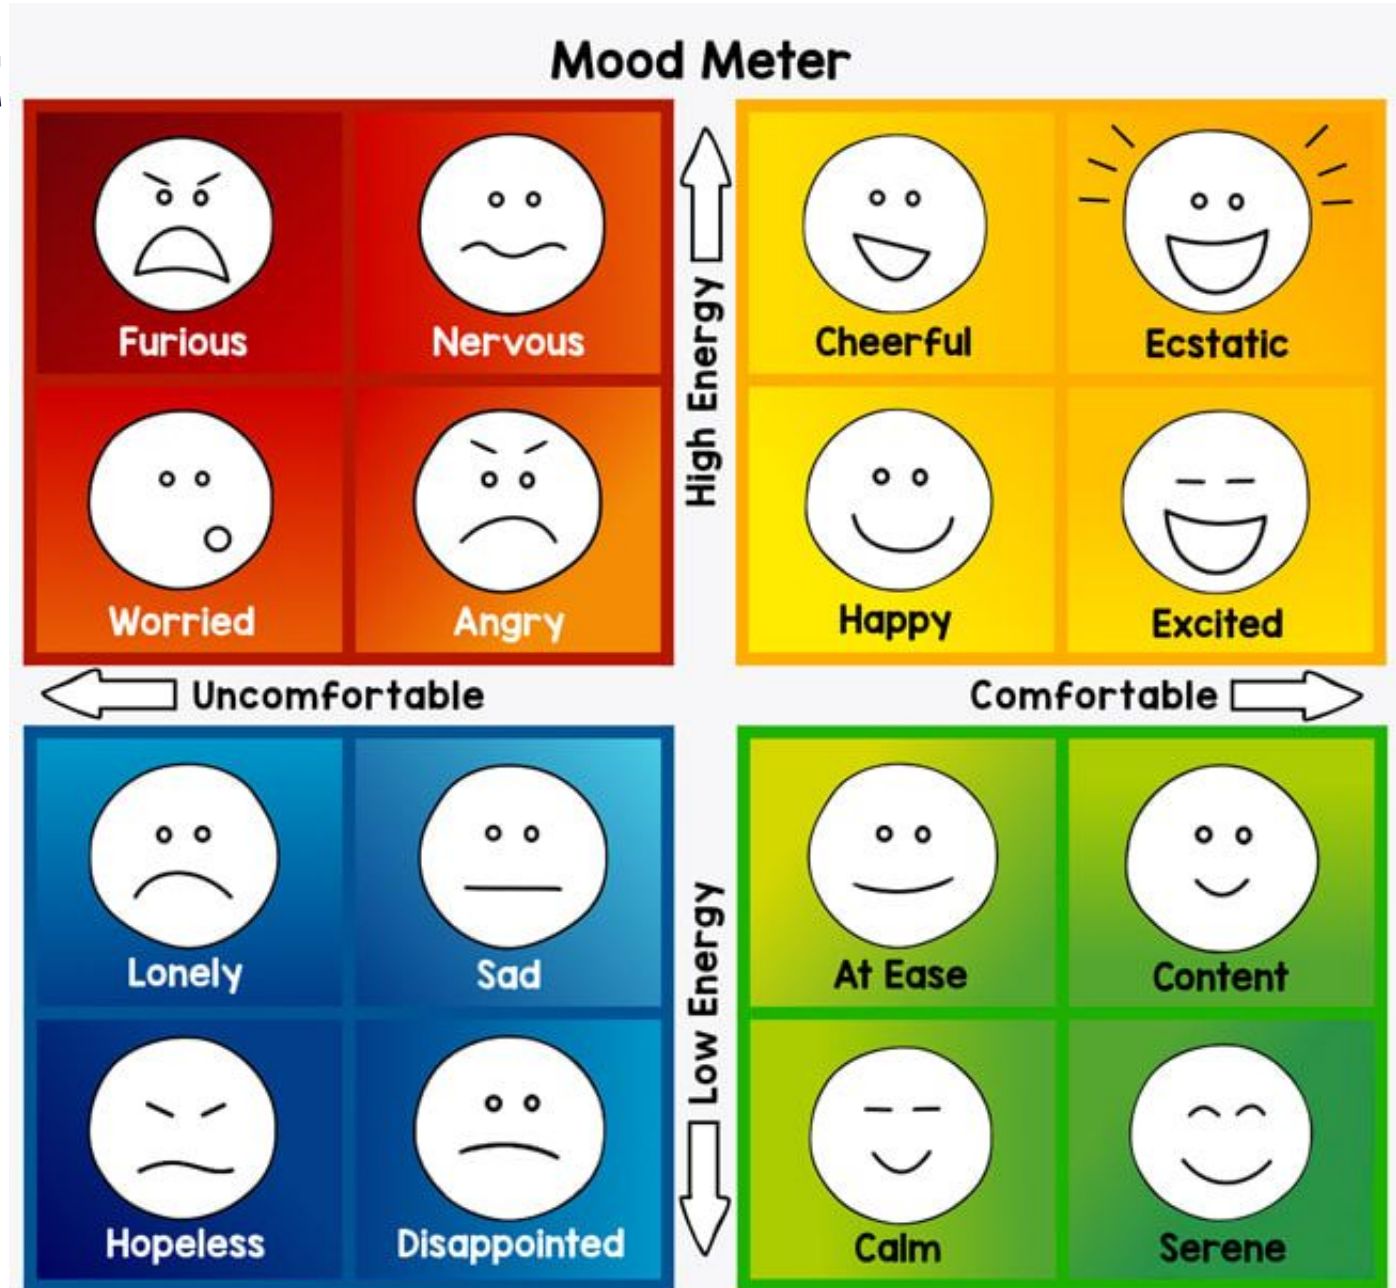 Mood Meter
Furious
Nervous
Cheerful
Ecstatic
High Energy
Worried
Angry
Happy
Excited
Uncomfortable
Comfortable
Lonely
Sad
At Ease
Content
Low Energy
Hopeless
Disappointed
Calm
Serene